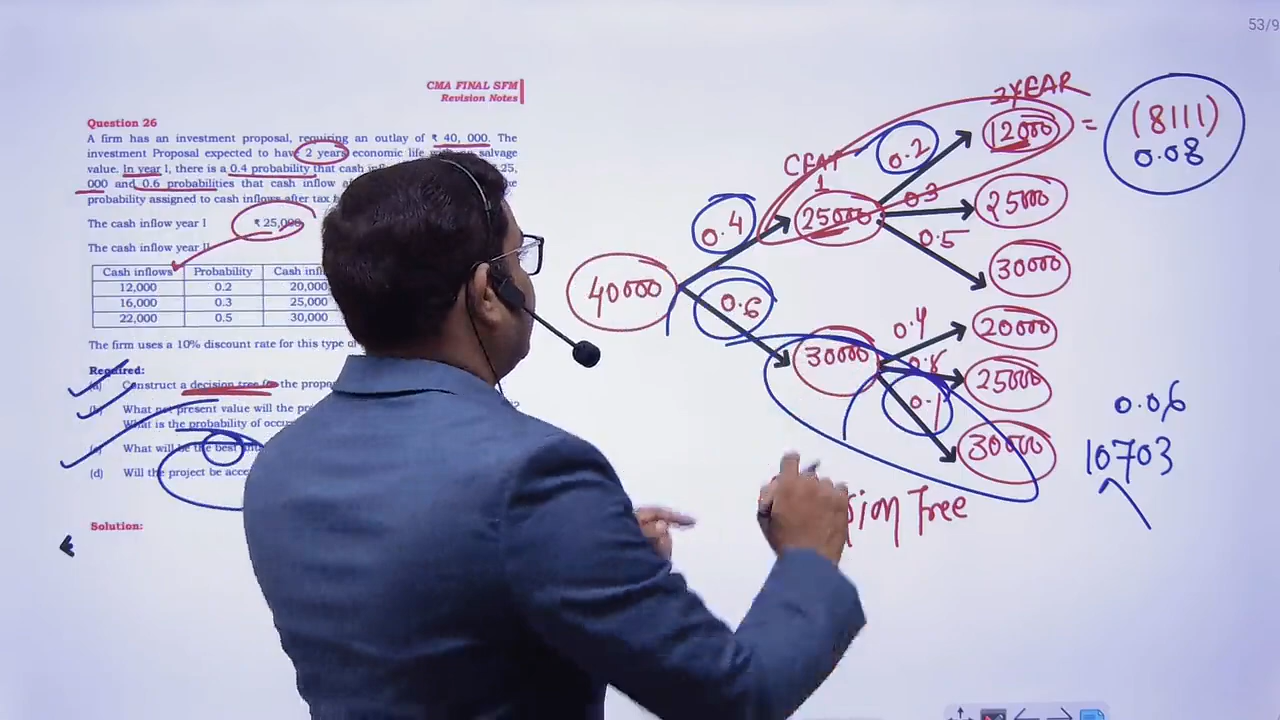 53/9
CMA FINAL SFM
Revision Notes
Question 26
A firm has an investment proposal, requiring an outlay of ₹ 40, 000. The
investment Proposal expected to have 2 years economic life salvage
value. In year I, there is a 0.4 probability that cash 25,
000 and 0.6 probabilities that cash inflow
probability assigned to cash inflows after tax
The cash inflow year I ₹ 25,000
The cash inflow year
Cash inflows Probability Cash
12,000 0.2 20,000
16,000 0.3 25,000
22,000 0.5 30,000
The firm uses a 10% discount rate for this type of
Required:
(a) Construct a decision tree for the
(b) What net present value will the
What is the probability of
(c) What will be the best
(d) Will the project be
Solution:
2 YEAR
CFAT
1
40000
0.4
25000
0.2
12000
= (8111)
0.08
0.3
25000
0.5
30000
0.6
30000
0.4
20000
25000
0.1
30000
0.06
10703
Tree